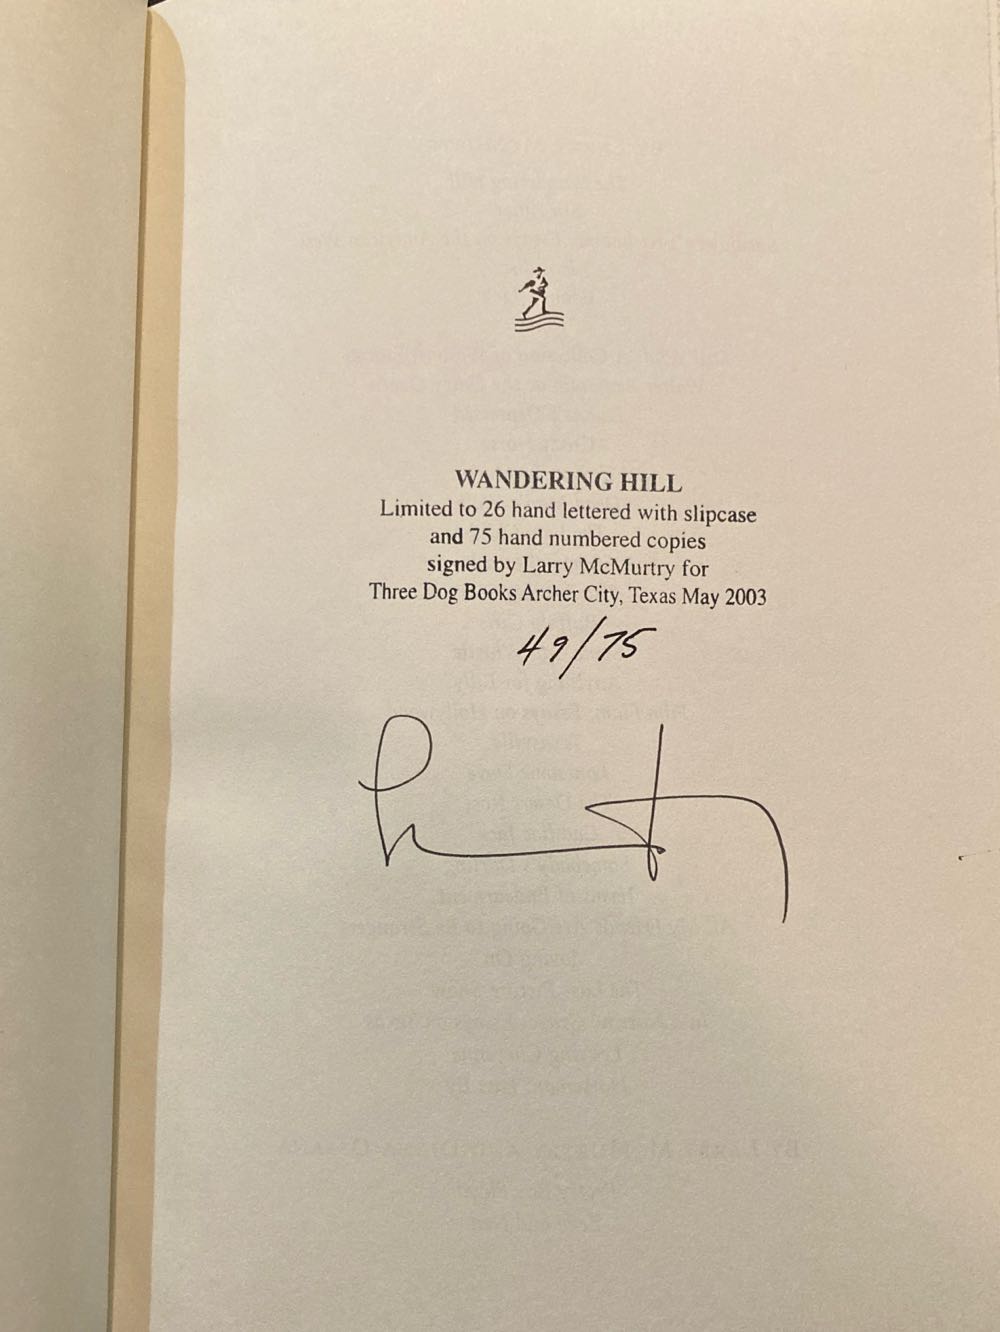 WANDERING HILL
Limited to 26 hand lettered with slipcase
and 75 hand numbered copies
signed by Larry McMurtry for
Three Dog Books Archer City, Texas May 2003
49/75